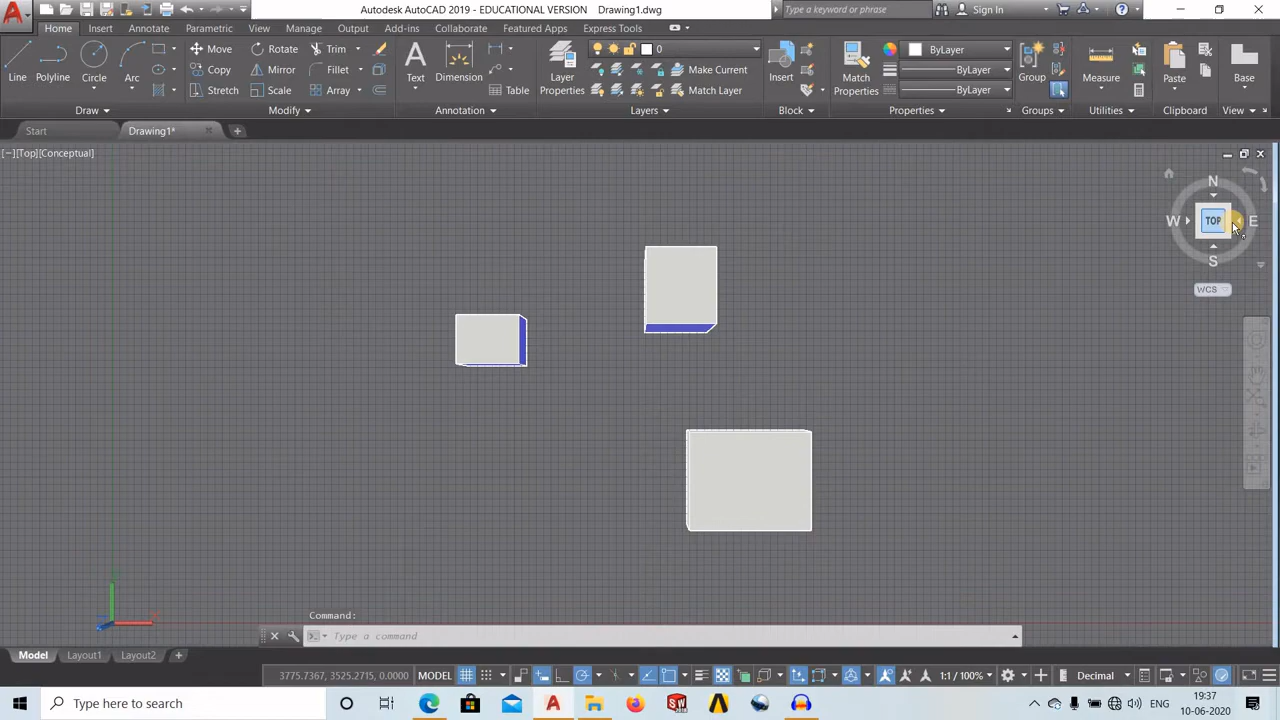 Autodesk AutoCAD 2019 - EDUCATIONAL VERSION Drawing1.dwg
Type a keyword or phrase
Sign In
Home Insert Annotate Parametric View Manage Output Add-ins Collaborate Featured Apps Express Tools
Line Polyline Circle Arc
Move Rotate Trim
Copy Mirror Fillet
Stretch Scale Array
Text Dimension Table
Layer Properties
0
Make Current
Match Layer
Insert
Match Properties
ByLayer
ByLayer
ByLayer
Group
Measure
Paste
Base
Draw Modify Annotation Layers Block Properties Groups Utilities Clipboard View
Start Drawing1* +
[−][Top][Conceptual]
N
W TOP E
S
WCS
Command:
Type a command
Model Layout1 Layout2 +
3775.7367, 3525.2715, 0.0000 MODEL 1:1 / 100% Decimal
Type here to search
ENG
19:37
10-06-2020